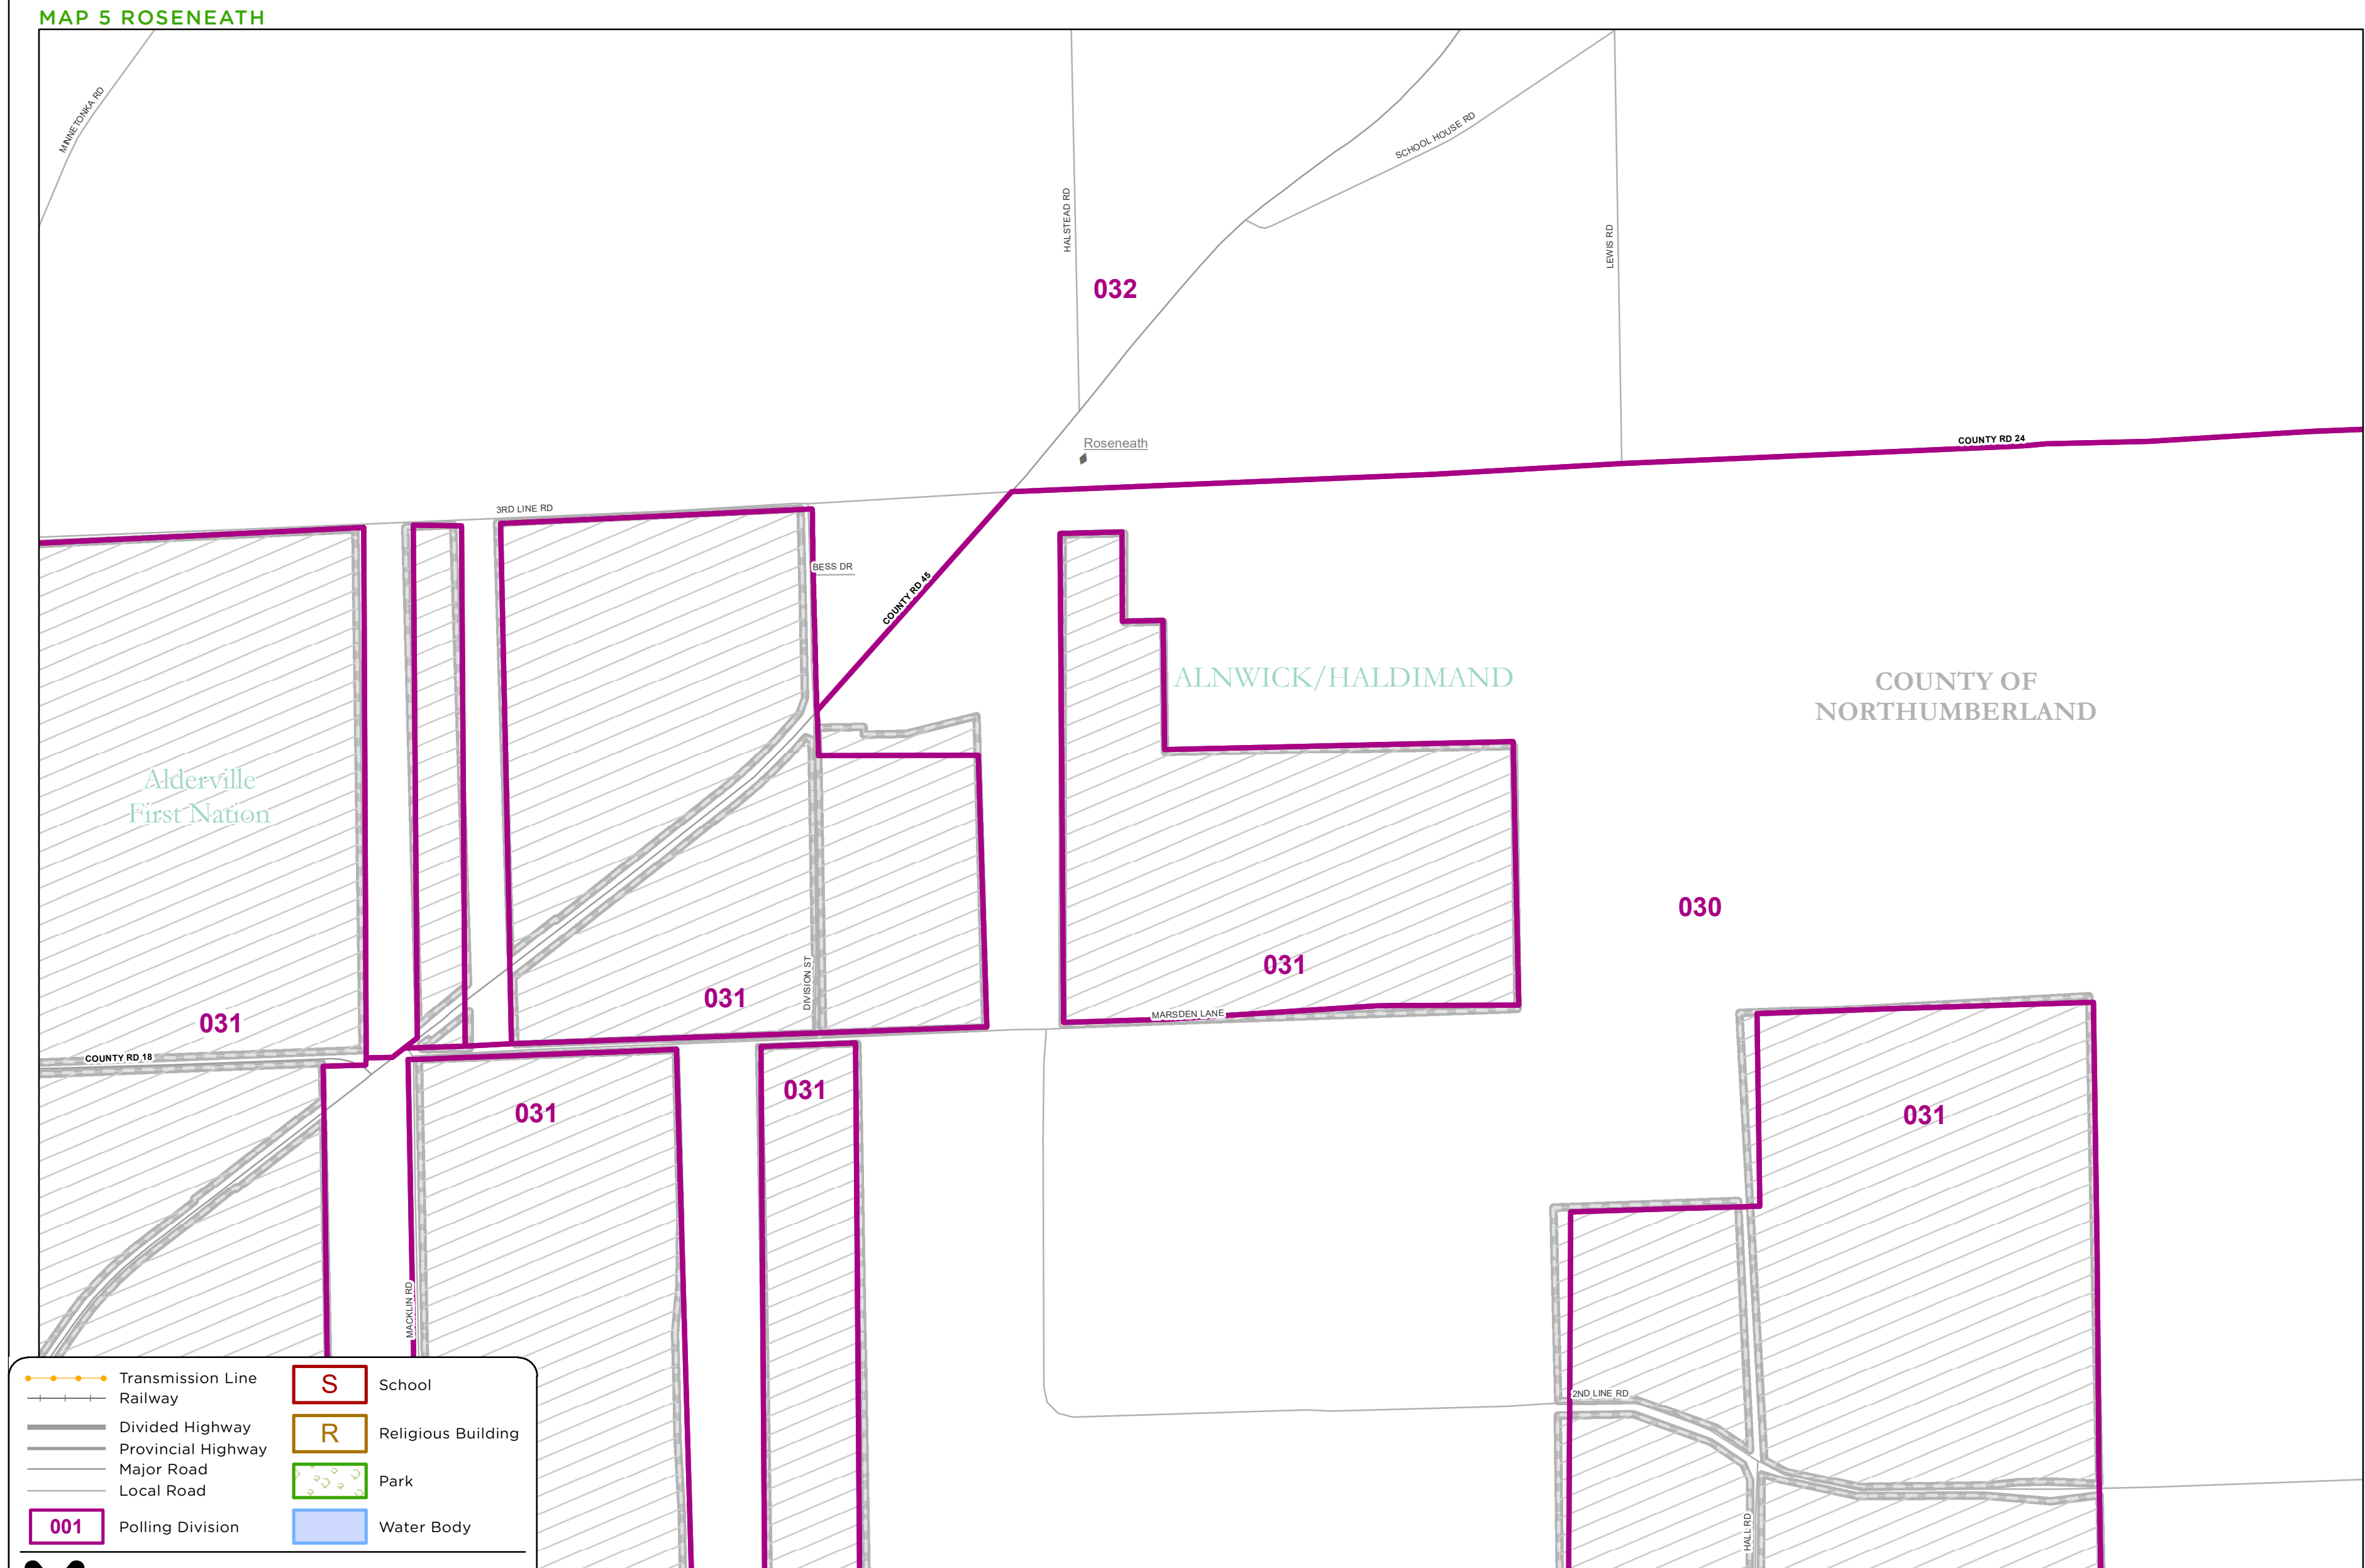 MAP 5 ROSENEATH
MINNETONKA RD
SCHOOL HOUSE RD
HALSTEAD RD
LEWIS RD
032
Roseneath
COUNTY RD 24
3RD LINE RD
BESS DR
COUNTY RD 45
ALNWICK/HALDIMAND
COUNTY OF
NORTHUMBERLAND
Alderville
First Nation
030
031
031
031
DIVISION ST
MARSDEN LANE
COUNTY RD 18
031
031
031
MACKLIN RD
2ND LINE RD
HALL RD
Transmission Line
Railway
Divided Highway
Provincial Highway
Major Road
Local Road
001
Polling Division
S
School
R
Religious Building
Park
Water Body